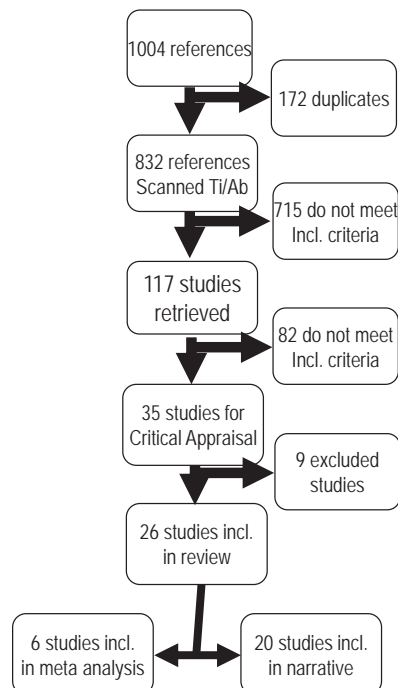 1004 references
172 duplicates
832 references
Scanned Ti/Ab
715 do not meet
Incl. criteria
117 studies
retrieved
82 do not meet
Incl. criteria
35 studies for
Critical Appraisal
9 excluded
studies
26 studies incl.
in review
6 studies incl.
in meta analysis
20 studies incl.
in narrative